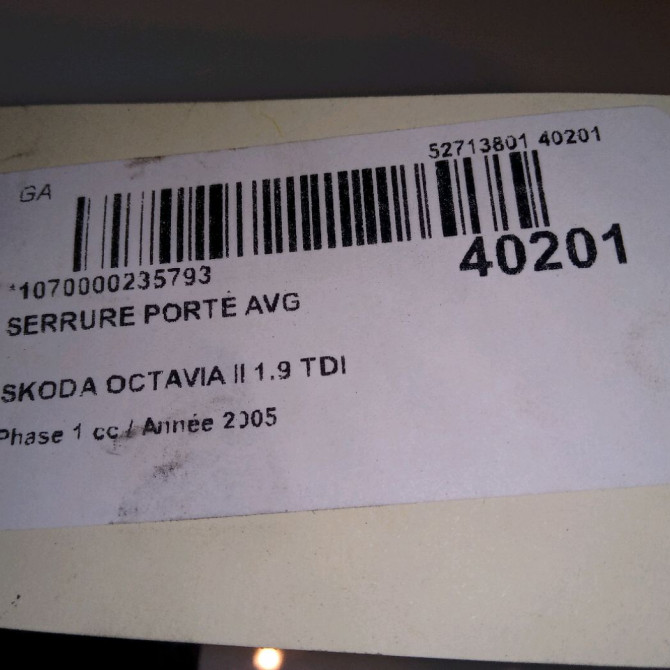 52713801 40201
GA
40201
*1070000235793
SERRURE PORTE AVG
SKODA OCTAVIA II 1.9 TDI
Phase 1 cc / Année 2005